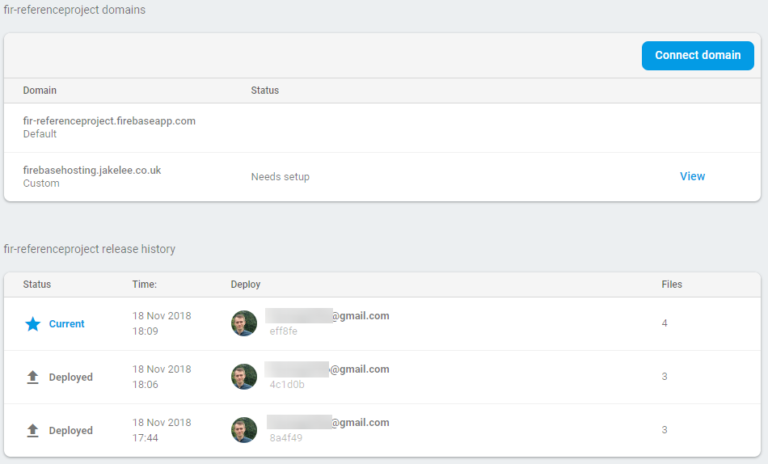 fir-referenceproject domains
Connect domain
Domain Status
fir-referenceproject.firebaseapp.com
Default
firebasehosting.jakelee.co.uk
Custom
Needs setup
View
fir-referenceproject release history
Status Time: Deploy Files
Current
18 Nov 2018
18:09
@gmail.com
eff8fe
4
Deployed
18 Nov 2018
18:06
@gmail.com
4c1d0b
3
Deployed
18 Nov 2018
17:44
@gmail.com
8a4f49
3